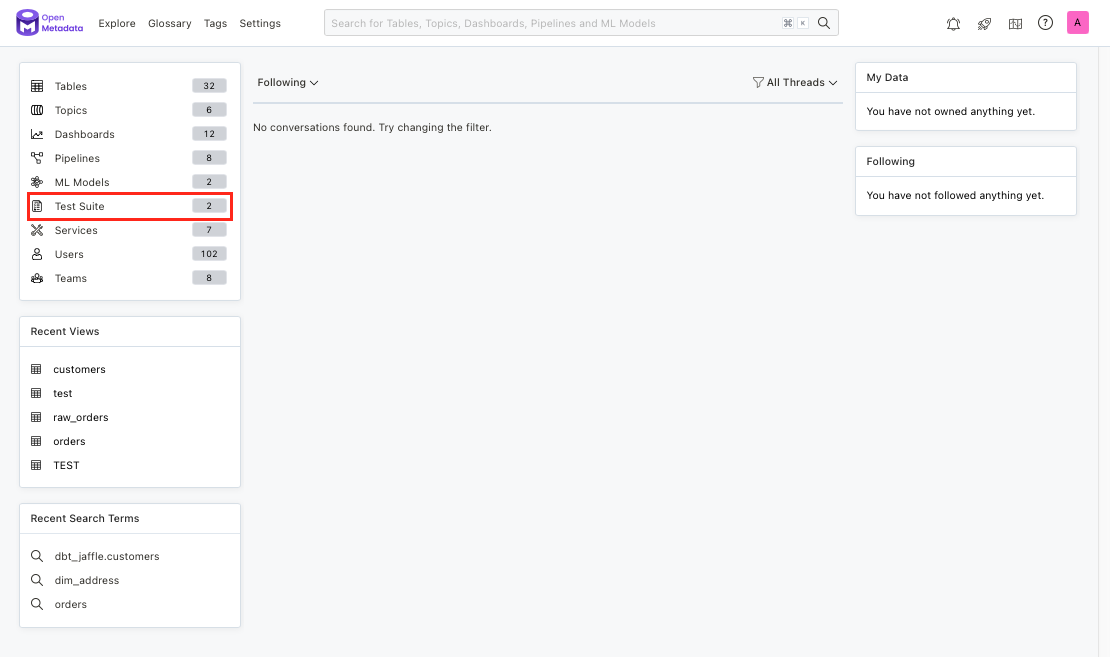 Open
Metadata
Explore Glossary Tags Settings
Search for Tables, Topics, Dashboards, Pipelines and ML Models
⌘ K
?
A
Tables 32
Topics 6
Dashboards 12
Pipelines 8
ML Models 2
Test Suite 2
Services 7
Users 102
Teams 8
Recent Views
customers
test
raw_orders
orders
TEST
Recent Search Terms
dbt_jaffle.customers
dim_address
orders
Following
All Threads
No conversations found. Try changing the filter.
My Data
You have not owned anything yet.
Following
You have not followed anything yet.